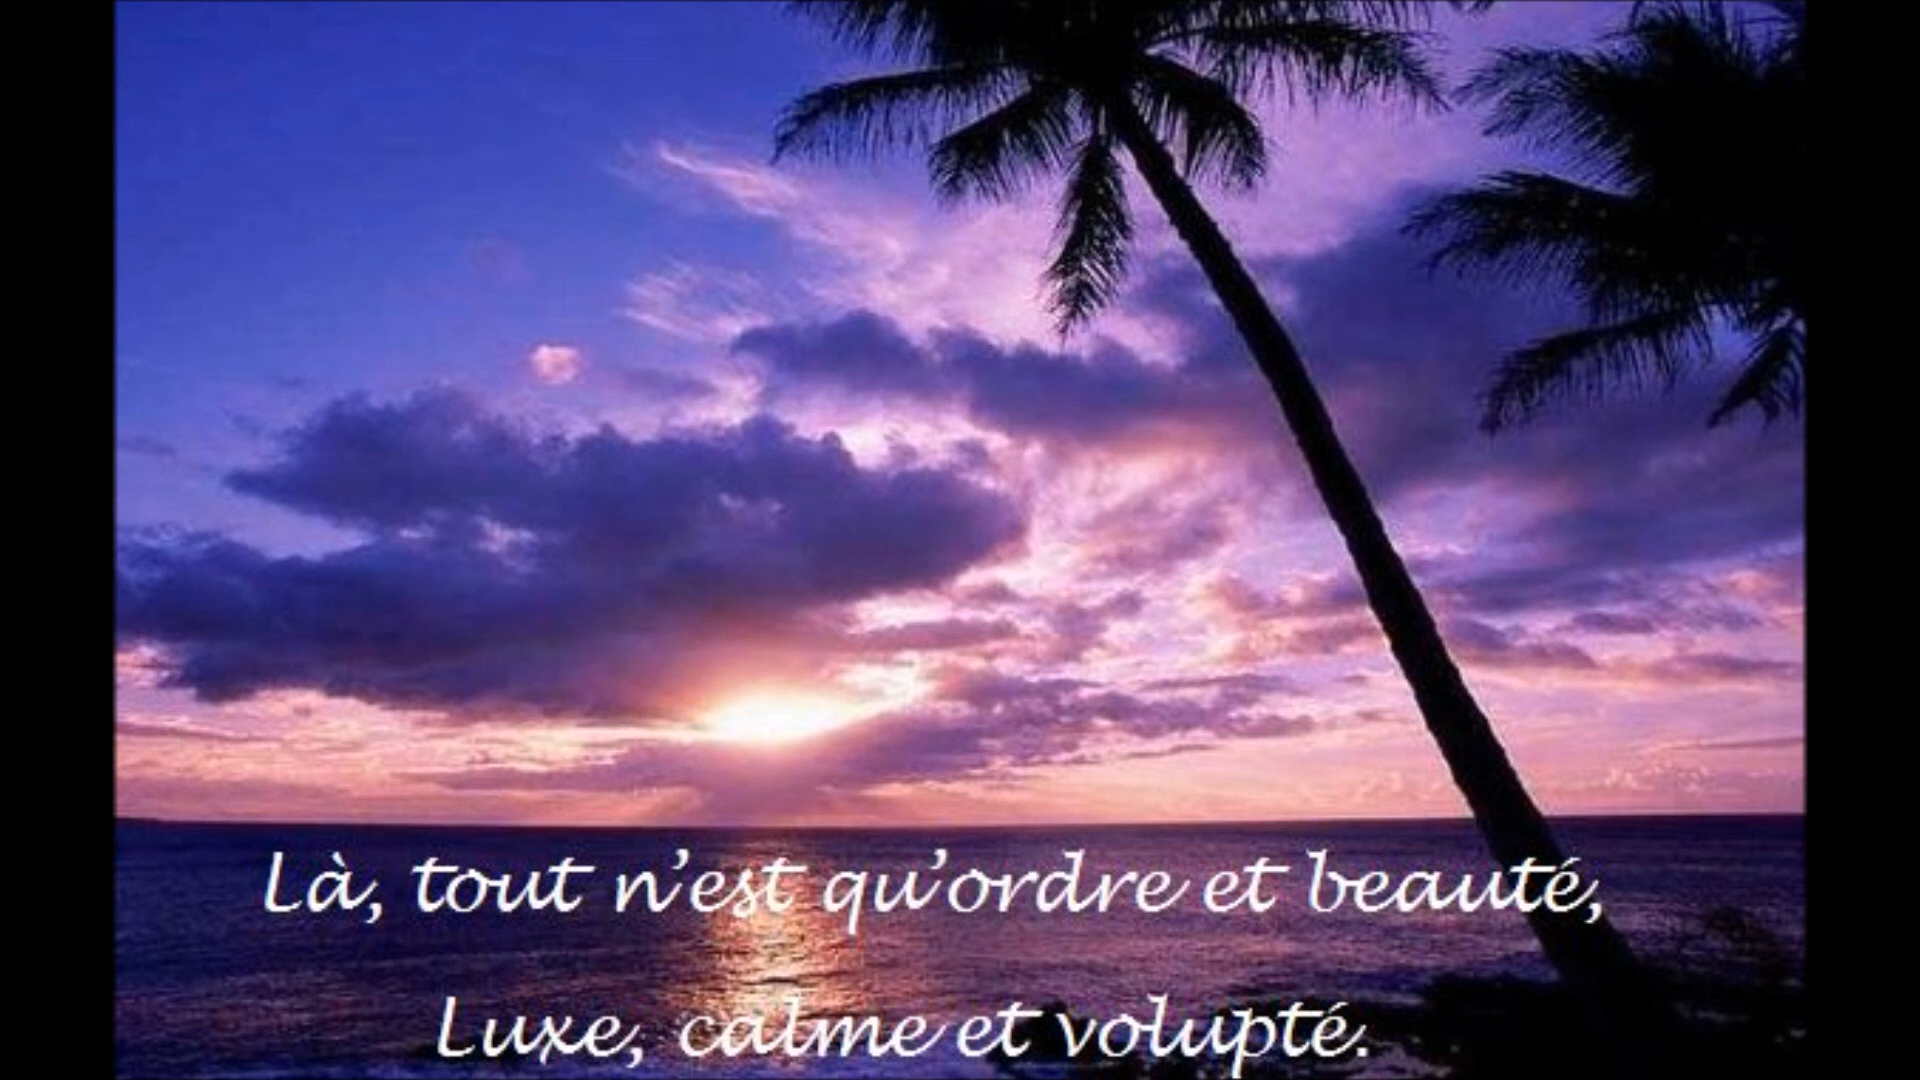 Là, tout n’est qu’ordre et beauté,
Luxe, calme et volupté.